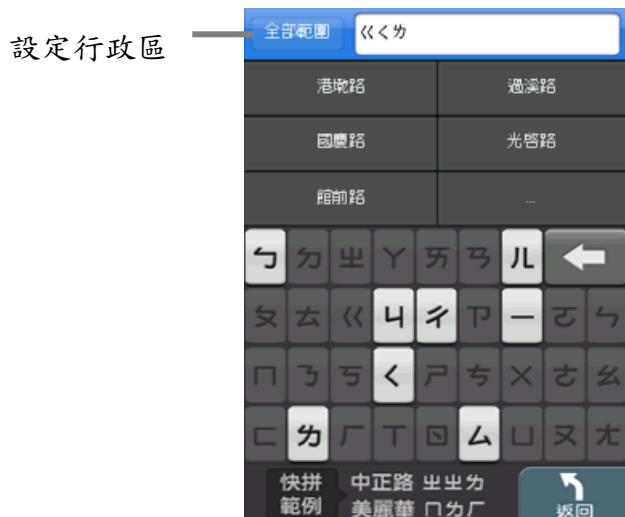 設定行政區
全部範圍 ㄍㄑㄌ
港墘路 過溪路
國慶路 光啓路
館前路 ...
ㄅ ㄉ ㄓ ㄚ ㄞ ㄢ ㄦ
ㄆ ㄊ ㄍ ㄐ ㄔ ㄗ 一 ㄛ ㄣ
ㄇ ㄋ ㄎ ㄑ ㄕ ㄘ ㄨ ㄜ ㄠ
ㄈ ㄌ ㄏ ㄒ ㄖ ㄙ ㄩ ㄡ ㄤ
快拼 中正路 ㄓㄓㄌ
範例 美麗華 ㄇㄌㄏ
返回